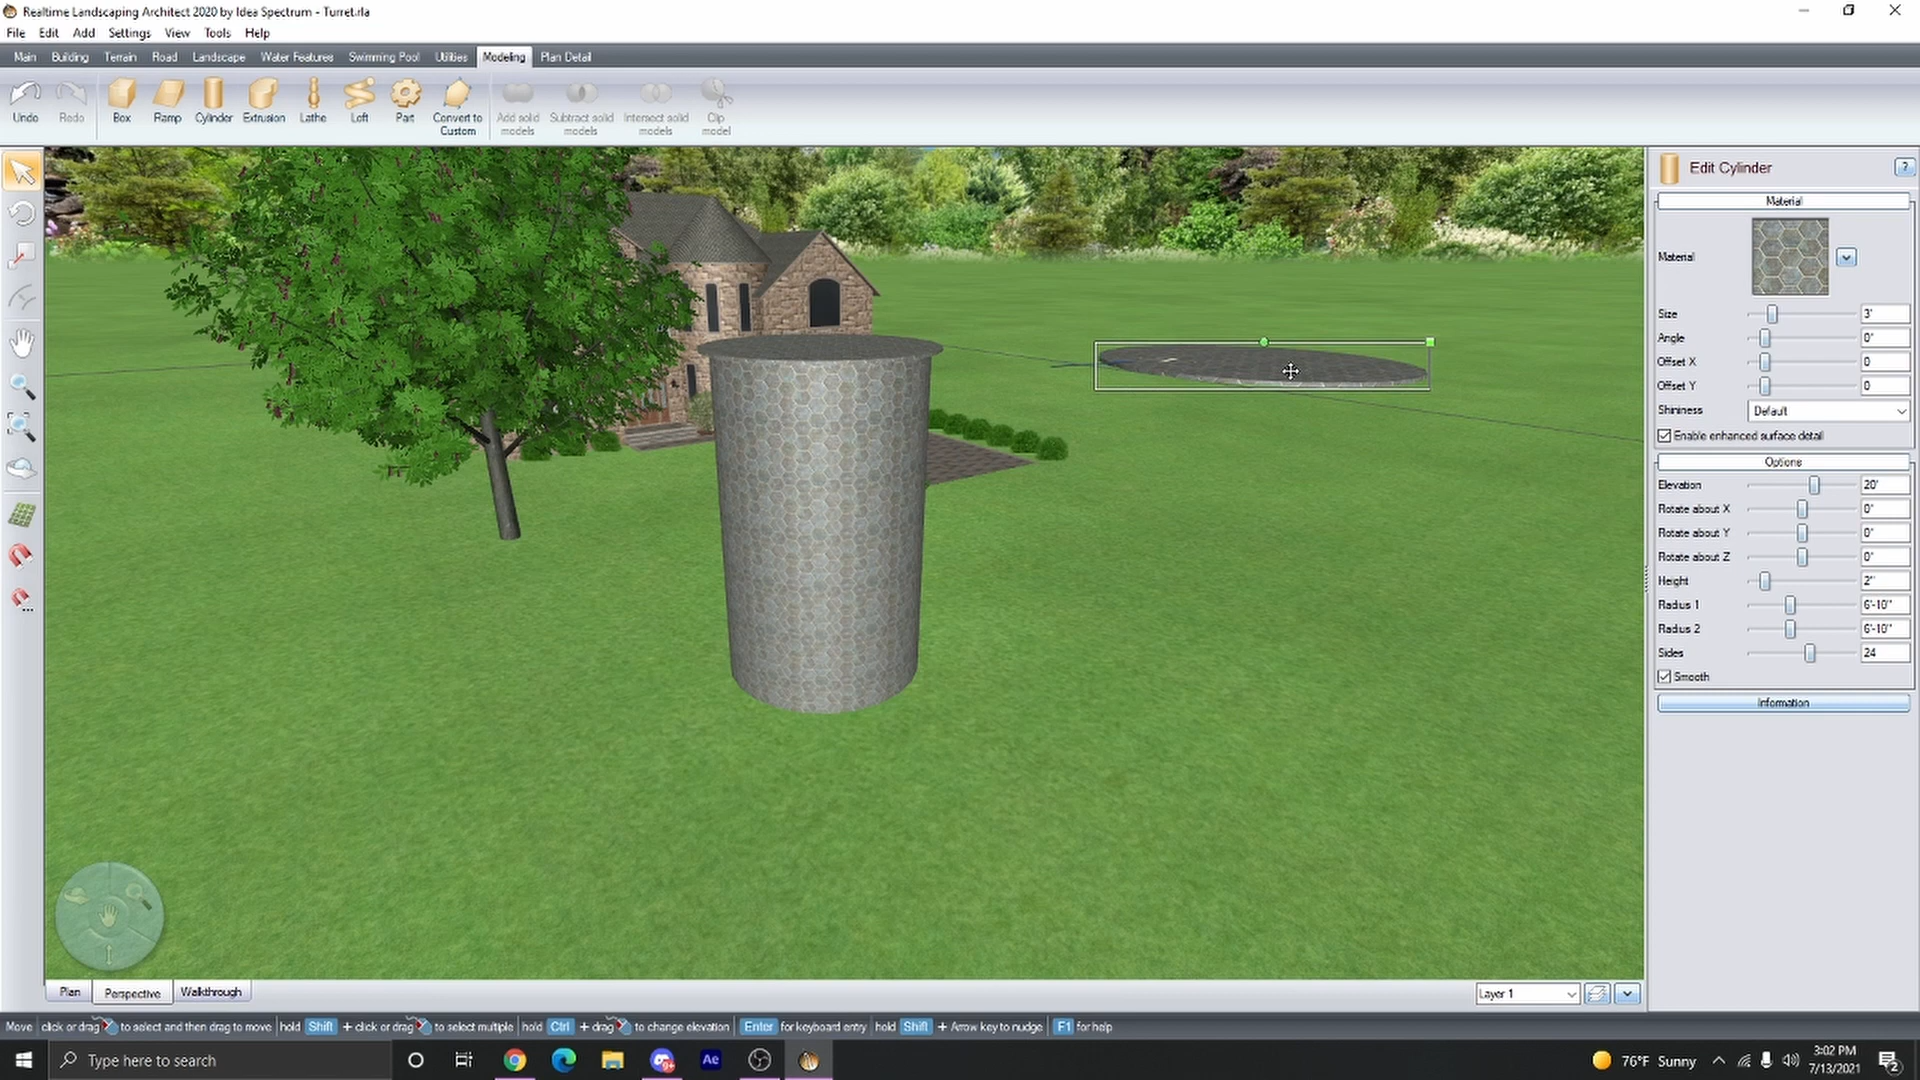 Realtime Landscaping Architect 2020 by Idea Spectrum - Turret.rla
File Edit Add Settings View Tools Help
Main Building Terrain Road Landscape Water Features Swimming Pool Utilities Modeling Plan Detail
Undo Redo Box Ramp Cylinder Extrusion Lathe Loft Part Convert to Custom Add solid models Subtract solid models Intersect solid models Clip model
Edit Cylinder
?
Material
Material
Size 3'
Angle 0°
Offset X 0
Offset Y 0
Shininess Default
Enable enhanced surface detail
Options
Elevation 20'
Rotate about X 0°
Rotate about Y 0°
Rotate about Z 0°
Height 2"
Radius 1 6'-10"
Radius 2 6'-10"
Sides 24
Smooth
Information
Plan Perspective Walkthrough
Layer 1
Move click or drag to select and then drag to move hold Shift + click or drag to select multiple hold Ctrl + drag to change elevation Enter for keyboard entry hold Shift + Arrow key to nudge F1 for help
Type here to search
Ae
76°F Sunny
3:02 PM
7/13/2021
2